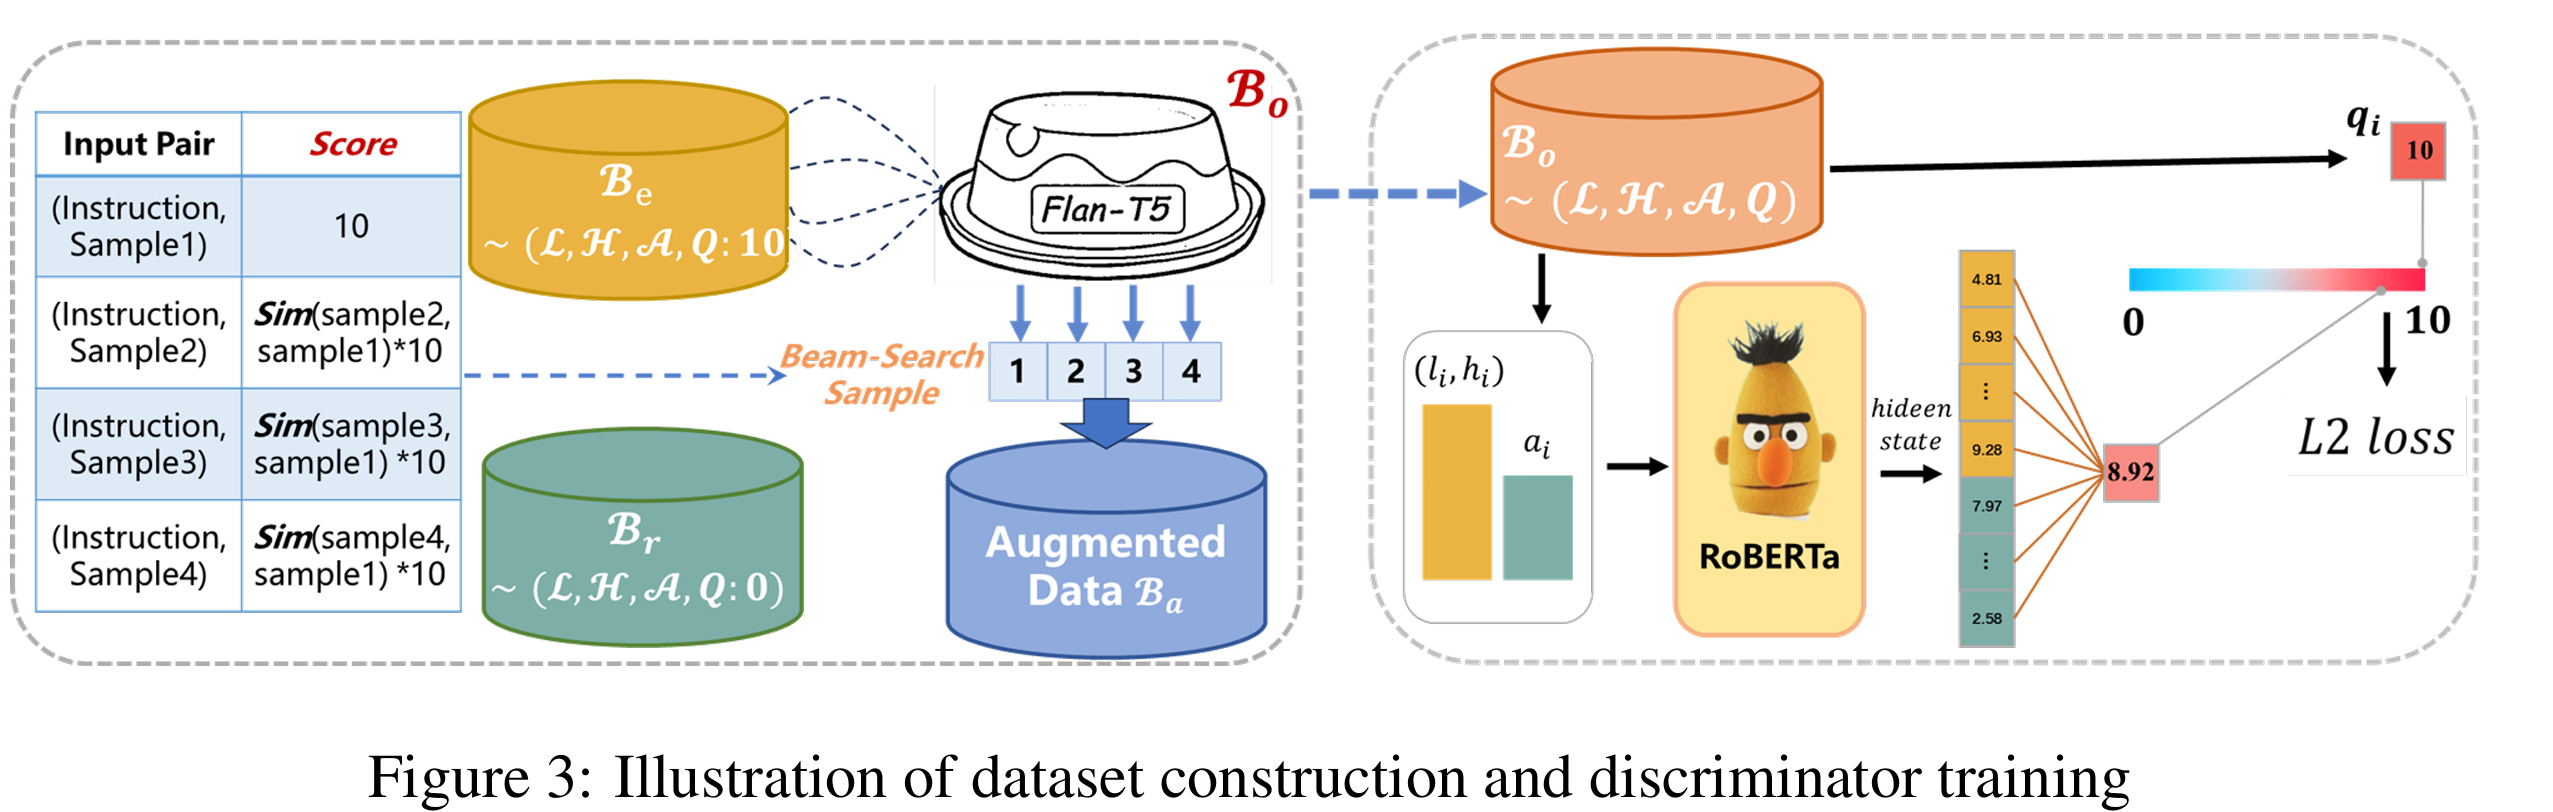 Input Pair
Score
(Instruction,
Sample1)
10
(Instruction,
Sample2)
Sim(sample2,
sample1)*10
(Instruction,
Sample3)
Sim(sample3,
sample1) *10
(Instruction,
Sample4)
Sim(sample4,
sample1) *10
ℬe
~ (ℒ, ℋ, 𝒜, Q: 10
ℬr
~ (ℒ, ℋ, 𝒜, Q: 0)
ℬo
Flan-T5
Beam-Search
Sample
1 2 3 4
Augmented
Data ℬa
ℬo
~ (ℒ, ℋ, 𝒜, Q)
(li, hi)
ai
RoBERTa
hideen
state
4.81
6.93
⋮
9.28
7.97
⋮
2.58
8.92
qi
10
0
10
L2 loss
Figure 3: Illustration of dataset construction and discriminator training